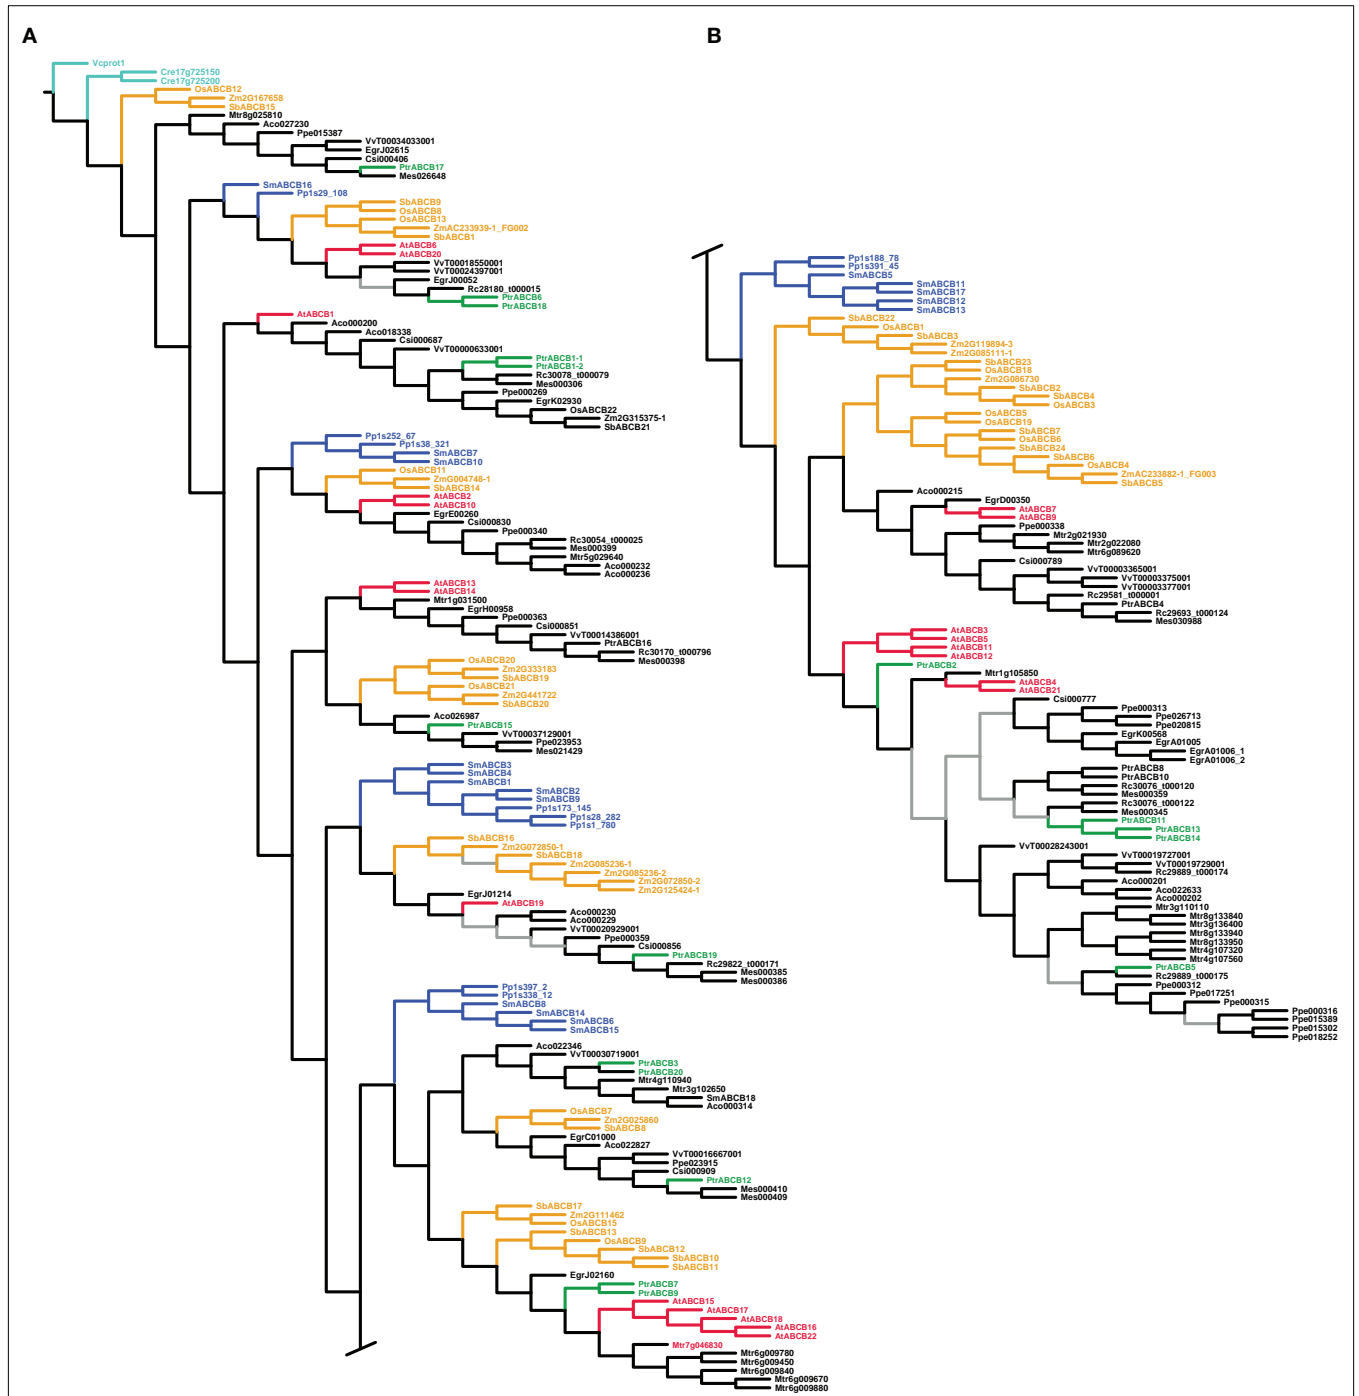 A
Vcprot1
Cre17g725150
Cre17g725200
OsABCB12
Zm2G167658
SbABCB15
Mtr8g025810
Aco027230
Ppe015387
VvT00034033001
EgrJ02615
Csi000406
PtrABCB17
Mes026648
SmABCB16
Pp1s29_108
SbABCB9
OsABCB8
OsABCB13
ZmAC233939-1_FG002
SbABCB1
AtABCB6
AtABCB20
VvT00018550001
VvT00024397001
EgrJ00052
Rc28180_t000015
PtrABCB6
PtrABCB18
AtABCB1
Aco000200
Aco018338
Csi000687
VvT00000633001
PtrABCB1-1
PtrABCB1-2
Rc30078_t000079
Mes000306
Ppe000269
EgrK02930
OsABCB22
Zm2G315375-1
SbABCB21
Pp1s252_67
Pp1s38_321
SmABCB7
SmABCB10
OsABCB11
ZmG004748-1
SbABCB14
AtABCB2
AtABCB10
EgrE00260
Csi000830
Ppe000340
Rc30054_t000025
Mes000399
Mtr5g029640
Aco000232
Aco000236
AtABCB13
AtABCB14
Mtr1g031500
EgrH00958
Ppe000363
Csi000851
VvT00014386001
PtrABCB16
Rc30170_t000796
Mes000398
OsABCB20
Zm2G333183
SbABCB19
OsABCB21
Zm2G441722
SbABCB20
Aco026987
PtrABCB15
VvT00037129001
Ppe023953
Mes021429
SmABCB3
SmABCB4
SmABCB1
SmABCB2
SmABCB9
Pp1s173_145
Pp1s28_282
Pp1s1_780
SbABCB16
Zm2G072850-1
SbABCB18
Zm2G085236-1
Zm2G085236-2
Zm2G072850-2
Zm2G125424-1
EgrJ01214
AtABCB19
Aco000230
Aco000229
VvT00020929001
Ppe000359
Csi000856
PtrABCB19
Rc29822_t000171
Mes000385
Mes000386
Pp1s397_2
Pp1s338_12
SmABCB8
SmABCB14
SmABCB6
SmABCB15
Aco022346
VvT00030719001
PtrABCB3
PtrABCB20
Mtr4g110940
Mtr3g102650
SmABCB18
Aco000314
OsABCB7
Zm2G025860
SbABCB8
EgrC01000
Aco022827
VvT00016667001
Ppe023915
Csi000909
PtrABCB12
Mes000410
Mes000409
SbABCB17
Zm2G111462
OsABCB15
SbABCB13
OsABCB9
SbABCB12
SbABCB10
SbABCB11
EgrJ02160
PtrABCB7
PtrABCB9
AtABCB15
AtABCB17
AtABCB18
AtABCB16
AtABCB22
Mtr7g046830
Mtr6g009780
Mtr6g009450
Mtr6g009840
Mtr6g009670
Mtr6g009880
B
Pp1s188_78
Pp1s391_45
SmABCB5
SmABCB11
SmABCB17
SmABCB12
SmABCB13
SbABCB22
OsABCB1
SbABCB3
Zm2G119894-3
Zm2G085111-1
SbABCB23
OsABCB18
Zm2G086730
SbABCB2
SbABCB4
OsABCB3
OsABCB5
OsABCB19
SbABCB7
OsABCB6
SbABCB24
SbABCB6
OsABCB4
ZmAC233882-1_FG003
SbABCB5
Aco000215
EgrD00350
AtABCB7
AtABCB9
Ppe000338
Mtr2g021930
Mtr2g022080
Mtr6g089620
Csi000789
VvT00003365001
VvT00003375001
VvT00003377001
Rc29581_t000001
PtrABCB4
Rc29693_t000124
Mes030988
AtABCB3
AtABCB5
AtABCB11
AtABCB12
PtrABCB2
Mtr1g105850
AtABCB4
AtABCB21
Csi000777
Ppe000313
Ppe026713
Ppe020815
EgrK00568
EgrA01005
EgrA01006_1
EgrA01006_2
PtrABCB8
PtrABCB10
Rc30076_t000120
Mes000359
Rc30076_t000122
Mes000345
PtrABCB11
PtrABCB13
PtrABCB14
VvT00028243001
VvT00019727001
VvT00019729001
Rc29889_t000174
Aco000201
Aco022633
Aco000202
Mtr3g110110
Mtr8g133840
Mtr3g136400
Mtr8g133940
Mtr8g133950
Mtr4g107320
Mtr4g107560
PtrABCB5
Rc29889_t000175
Ppe000312
Ppe017251
Ppe000315
Ppe000316
Ppe015389
Ppe015302
Ppe018252